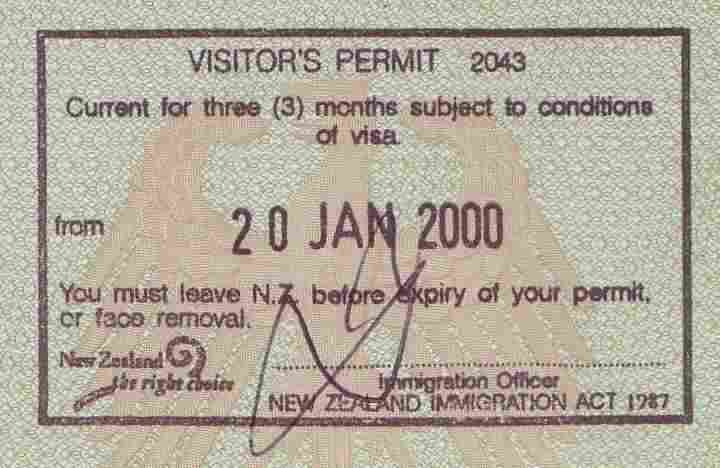 VISITOR'S PERMIT 2043
Current for three (3) months subject to conditions
of visa.
from 20 JAN 2000
You must leave N.Z. before expiry of your permit,
or face removal.
New Zealand
the right choice
Immigration Officer
NEW ZEALAND IMMIGRATION ACT 1987